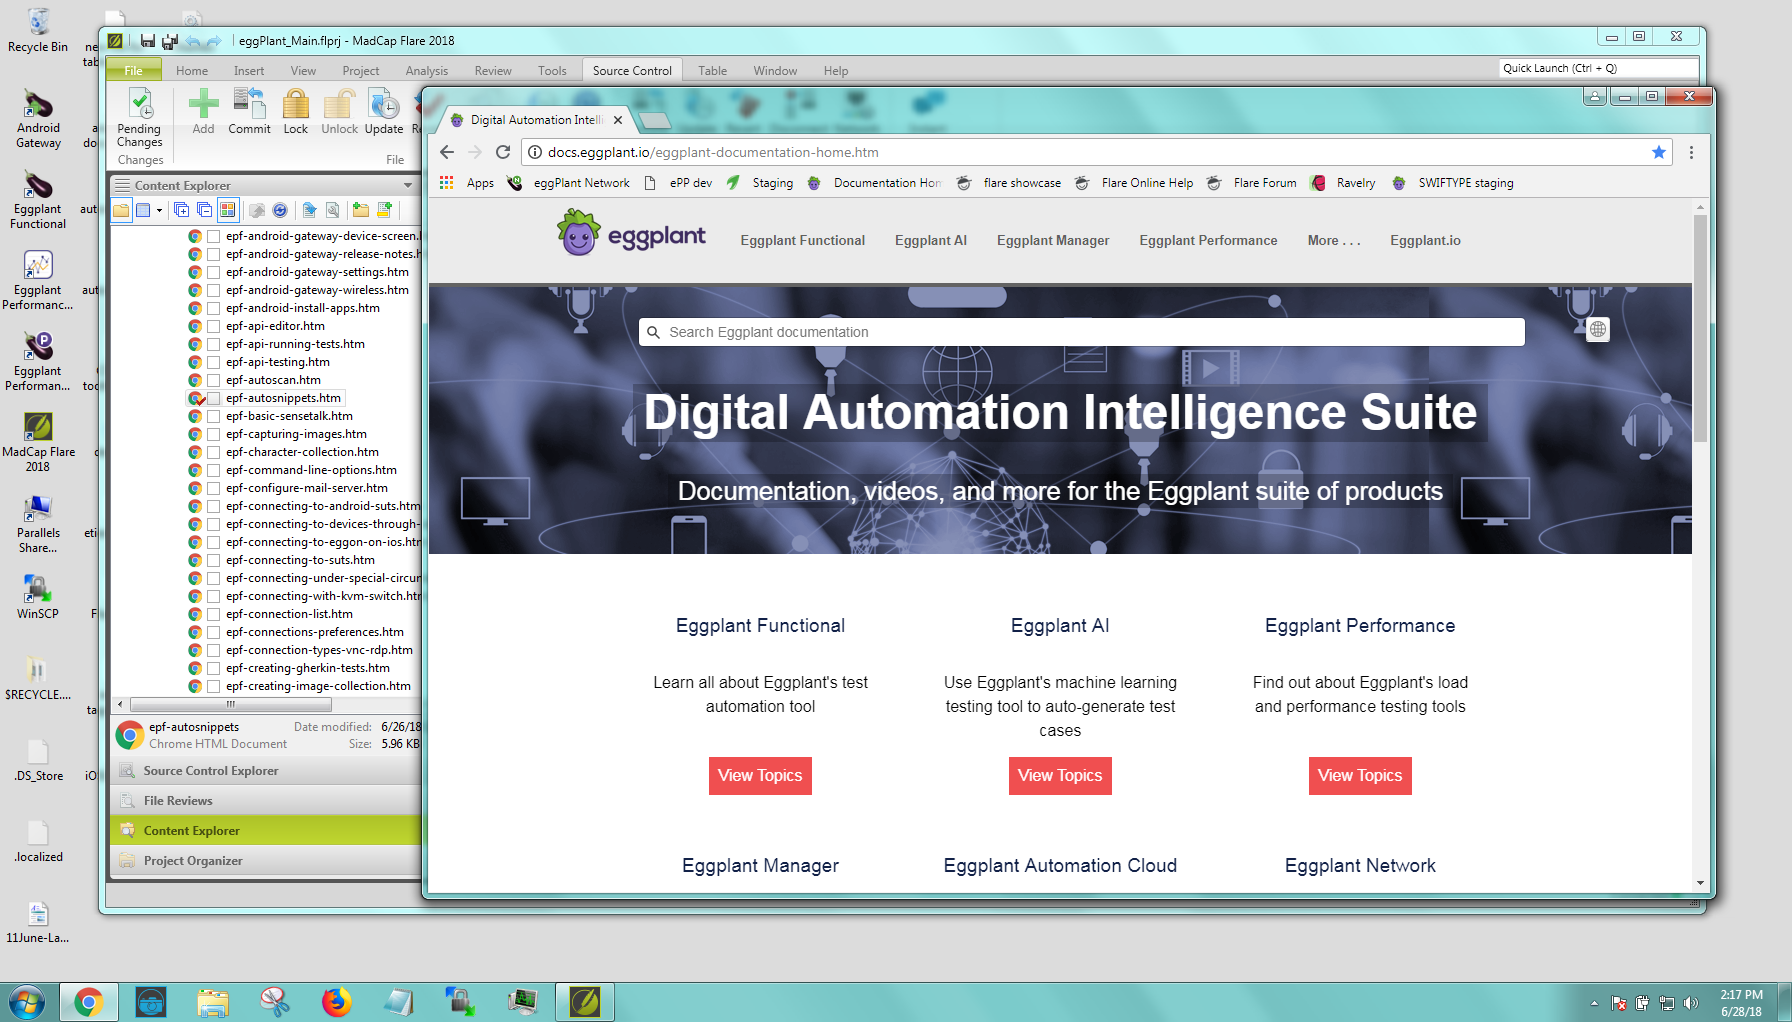 Recycle Bin
Android
Gateway
Eggplant
Functional
Eggplant
Performanc...
Eggplant
Performan...
MadCap Flare
2018
Parallels
Share...
WinSCP
$RECYCLE....
.DS_Store
.localized
11June-La...
eggPlant_Main.flprj - MadCap Flare 2018
File Home Insert View Project Analysis Review Tools Source Control Table Window Help
Quick Launch (Ctrl + Q)
Pending
Changes
Add Commit Lock Unlock Update
Changes File
Content Explorer
epf-android-gateway-device-screen.
epf-android-gateway-release-notes.h
epf-android-gateway-settings.htm
epf-android-gateway-wireless.htm
epf-android-install-apps.htm
epf-api-editor.htm
epf-api-running-tests.htm
epf-api-testing.htm
epf-autoscan.htm
epf-autosnippets.htm
epf-basic-sensetalk.htm
epf-capturing-images.htm
epf-character-collection.htm
epf-command-line-options.htm
epf-configure-mail-server.htm
epf-connecting-to-android-suts.htm
epf-connecting-to-devices-through-
epf-connecting-to-eggon-on-ios.htm
epf-connecting-to-suts.htm
epf-connecting-under-special-circur
epf-connecting-with-kvm-switch.htr
epf-connection-list.htm
epf-connections-preferences.htm
epf-connection-types-vnc-rdp.htm
epf-creating-gherkin-tests.htm
epf-creating-image-collection.htm
epf-autosnippets Date modified: 6/26/18
Chrome HTML Document Size: 5.96 KB
Source Control Explorer
File Reviews
Content Explorer
Project Organizer
Digital Automation Intelli
docs.eggplant.io/eggplant-documentation-home.htm
Apps eggPlant Network ePP dev Staging Documentation Hom flare showcase Flare Online Help Flare Forum Ravelry SWIFTYPE staging
eggplant
Eggplant Functional Eggplant AI Eggplant Manager Eggplant Performance More . . . Eggplant.io
Search Eggplant documentation
Digital Automation Intelligence Suite
Documentation, videos, and more for the Eggplant suite of products
Eggplant Functional
Learn all about Eggplant's test
automation tool
View Topics
Eggplant AI
Use Eggplant's machine learning
testing tool to auto-generate test
cases
View Topics
Eggplant Performance
Find out about Eggplant's load
and performance testing tools
View Topics
Eggplant Manager
Eggplant Automation Cloud
Eggplant Network
2:17 PM
6/28/18